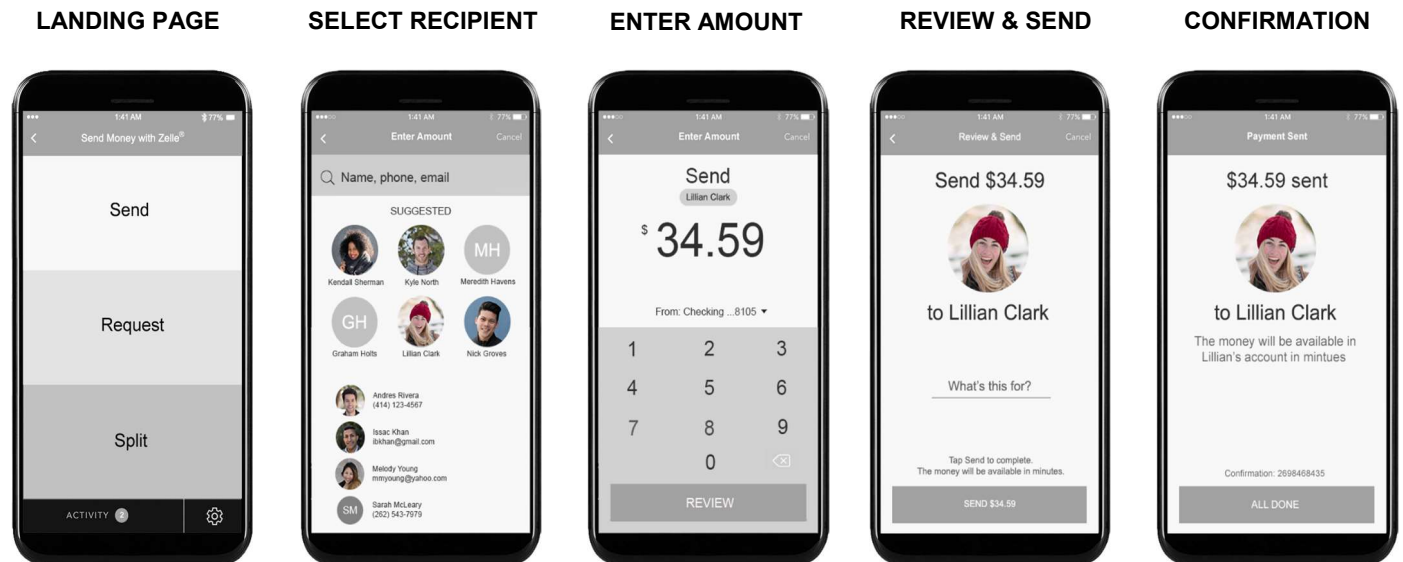 LANDING PAGE
1:41 AM
77%
Send Money with Zelle®
Send
Request
Split
ACTIVITY 2
SELECT RECIPIENT
1:41 AM
77%
Enter Amount
Cancel
Name, phone, email
SUGGESTED
Kendall Sherman
Kyle North
MH
Meredith Havens
GH
Graham Holts
Lillian Clark
Nick Groves
Andres Rivera
(414) 123-4567
Issac Khan
ibkhan@gmail.com
Melody Young
mmyoung@yahoo.com
SM
Sarah McLeary
(262) 543-7979
ENTER AMOUNT
1:41 AM
77%
Enter Amount
Cancel
Send
Lillian Clark
$ 34.59
From: Checking ...8105
1 2 3
4 5 6
7 8 9
0
REVIEW
REVIEW & SEND
1:41 AM
77%
Review & Send
Cancel
Send $34.59
to Lillian Clark
What's this for?
Tap Send to complete.
The money will be available in minutes.
SEND $34.59
CONFIRMATION
1:41 AM
77%
Payment Sent
$34.59 sent
to Lillian Clark
The money will be available in
Lillian's account in mintues
Confirmation: 2698468435
ALL DONE